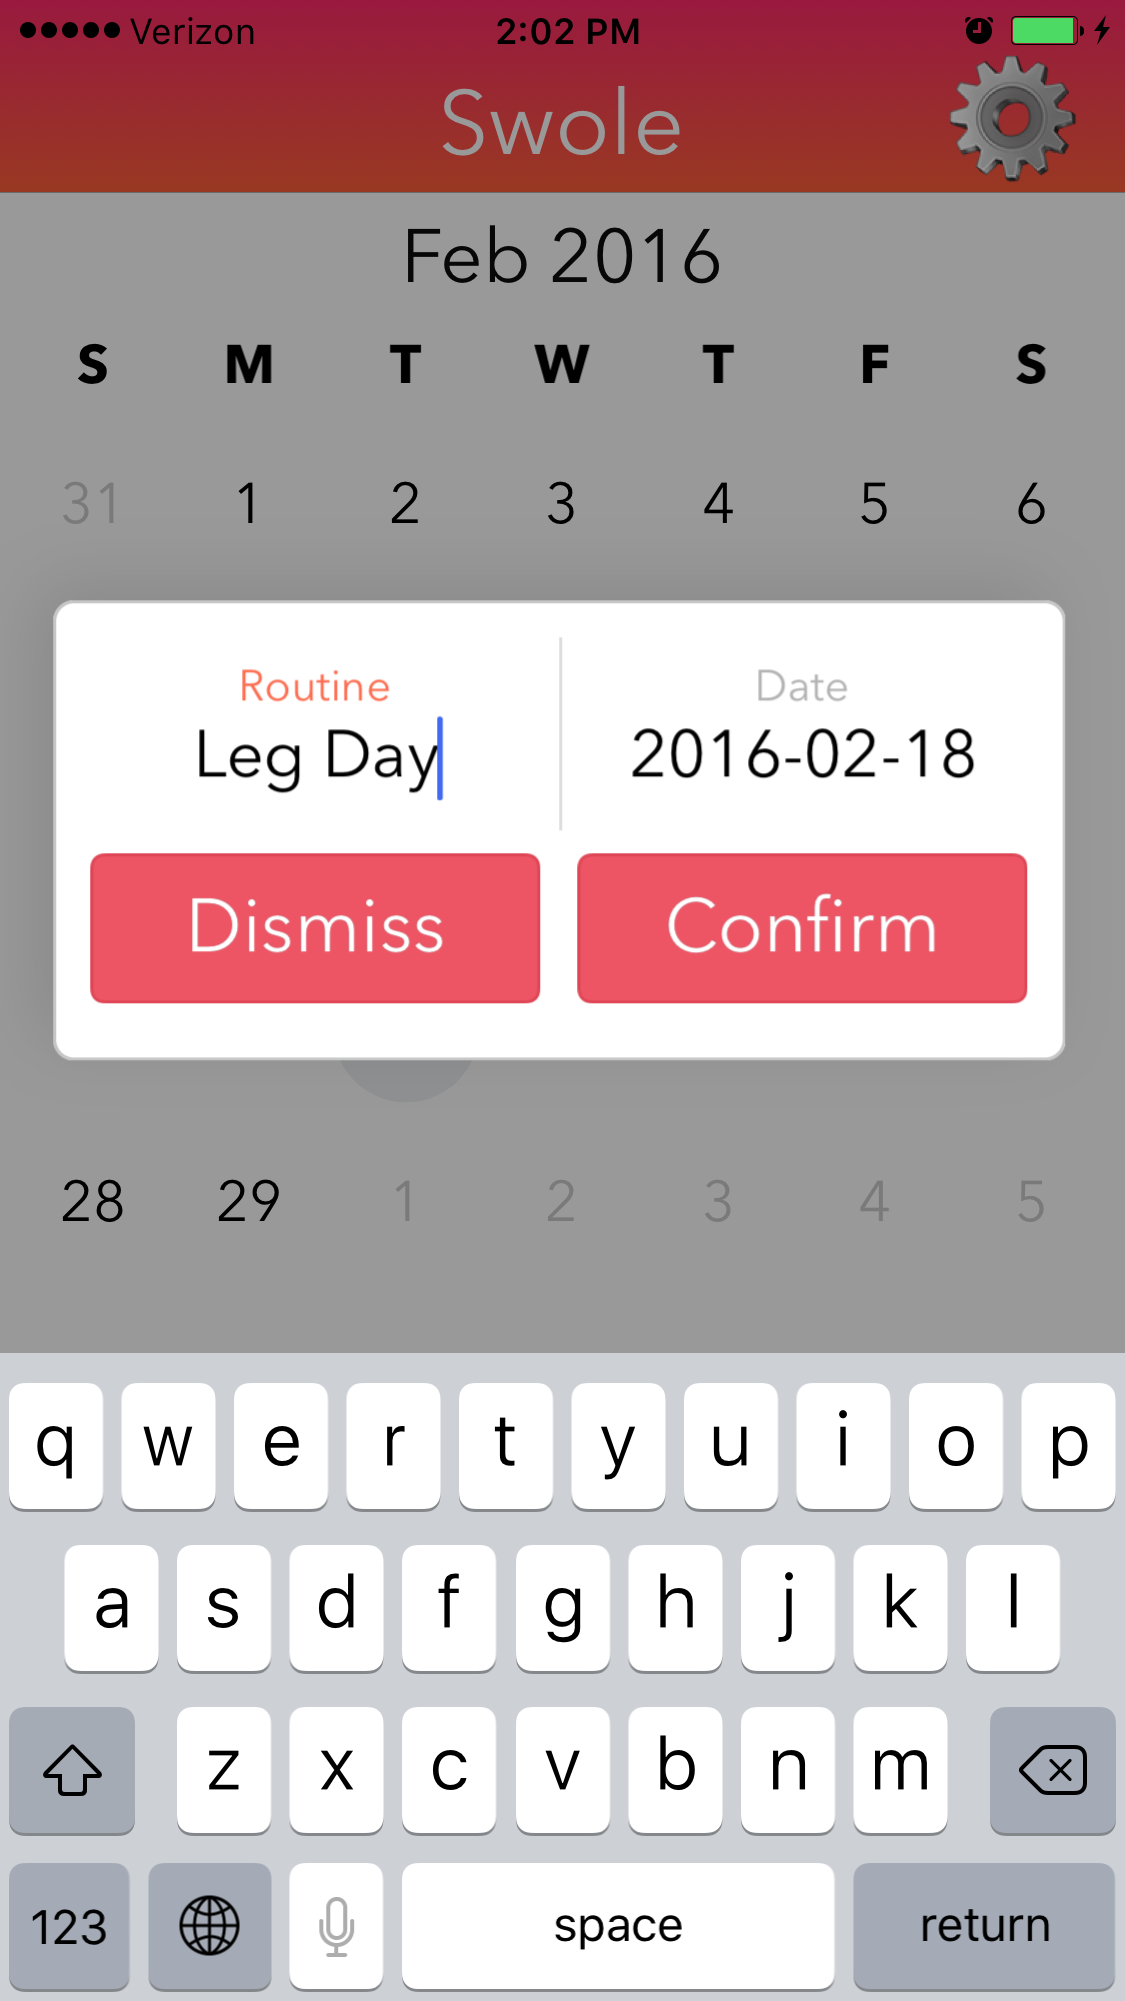 Verizon 2:02 PM
Swole
Feb 2016
S M T W T F S
31 1 2 3 4 5 6
Routine Date
Leg Day 2016-02-18
Dismiss Confirm
28 29 1 2 3 4 5
q w e r t y u i o p
a s d f g h j k l
z x c v b n m
123 space return